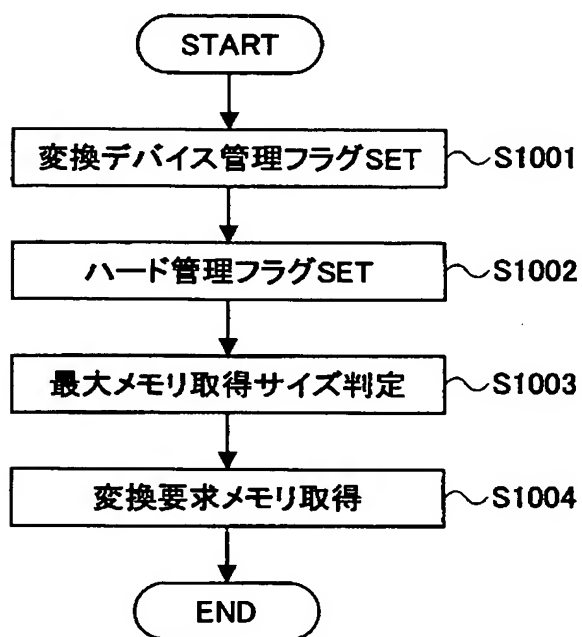 START
変換デバイス管理フラグSET
S1001
ハード管理フラグSET
S1002
最大メモリ取得サイズ判定
S1003
変換要求メモリ取得
S1004
END